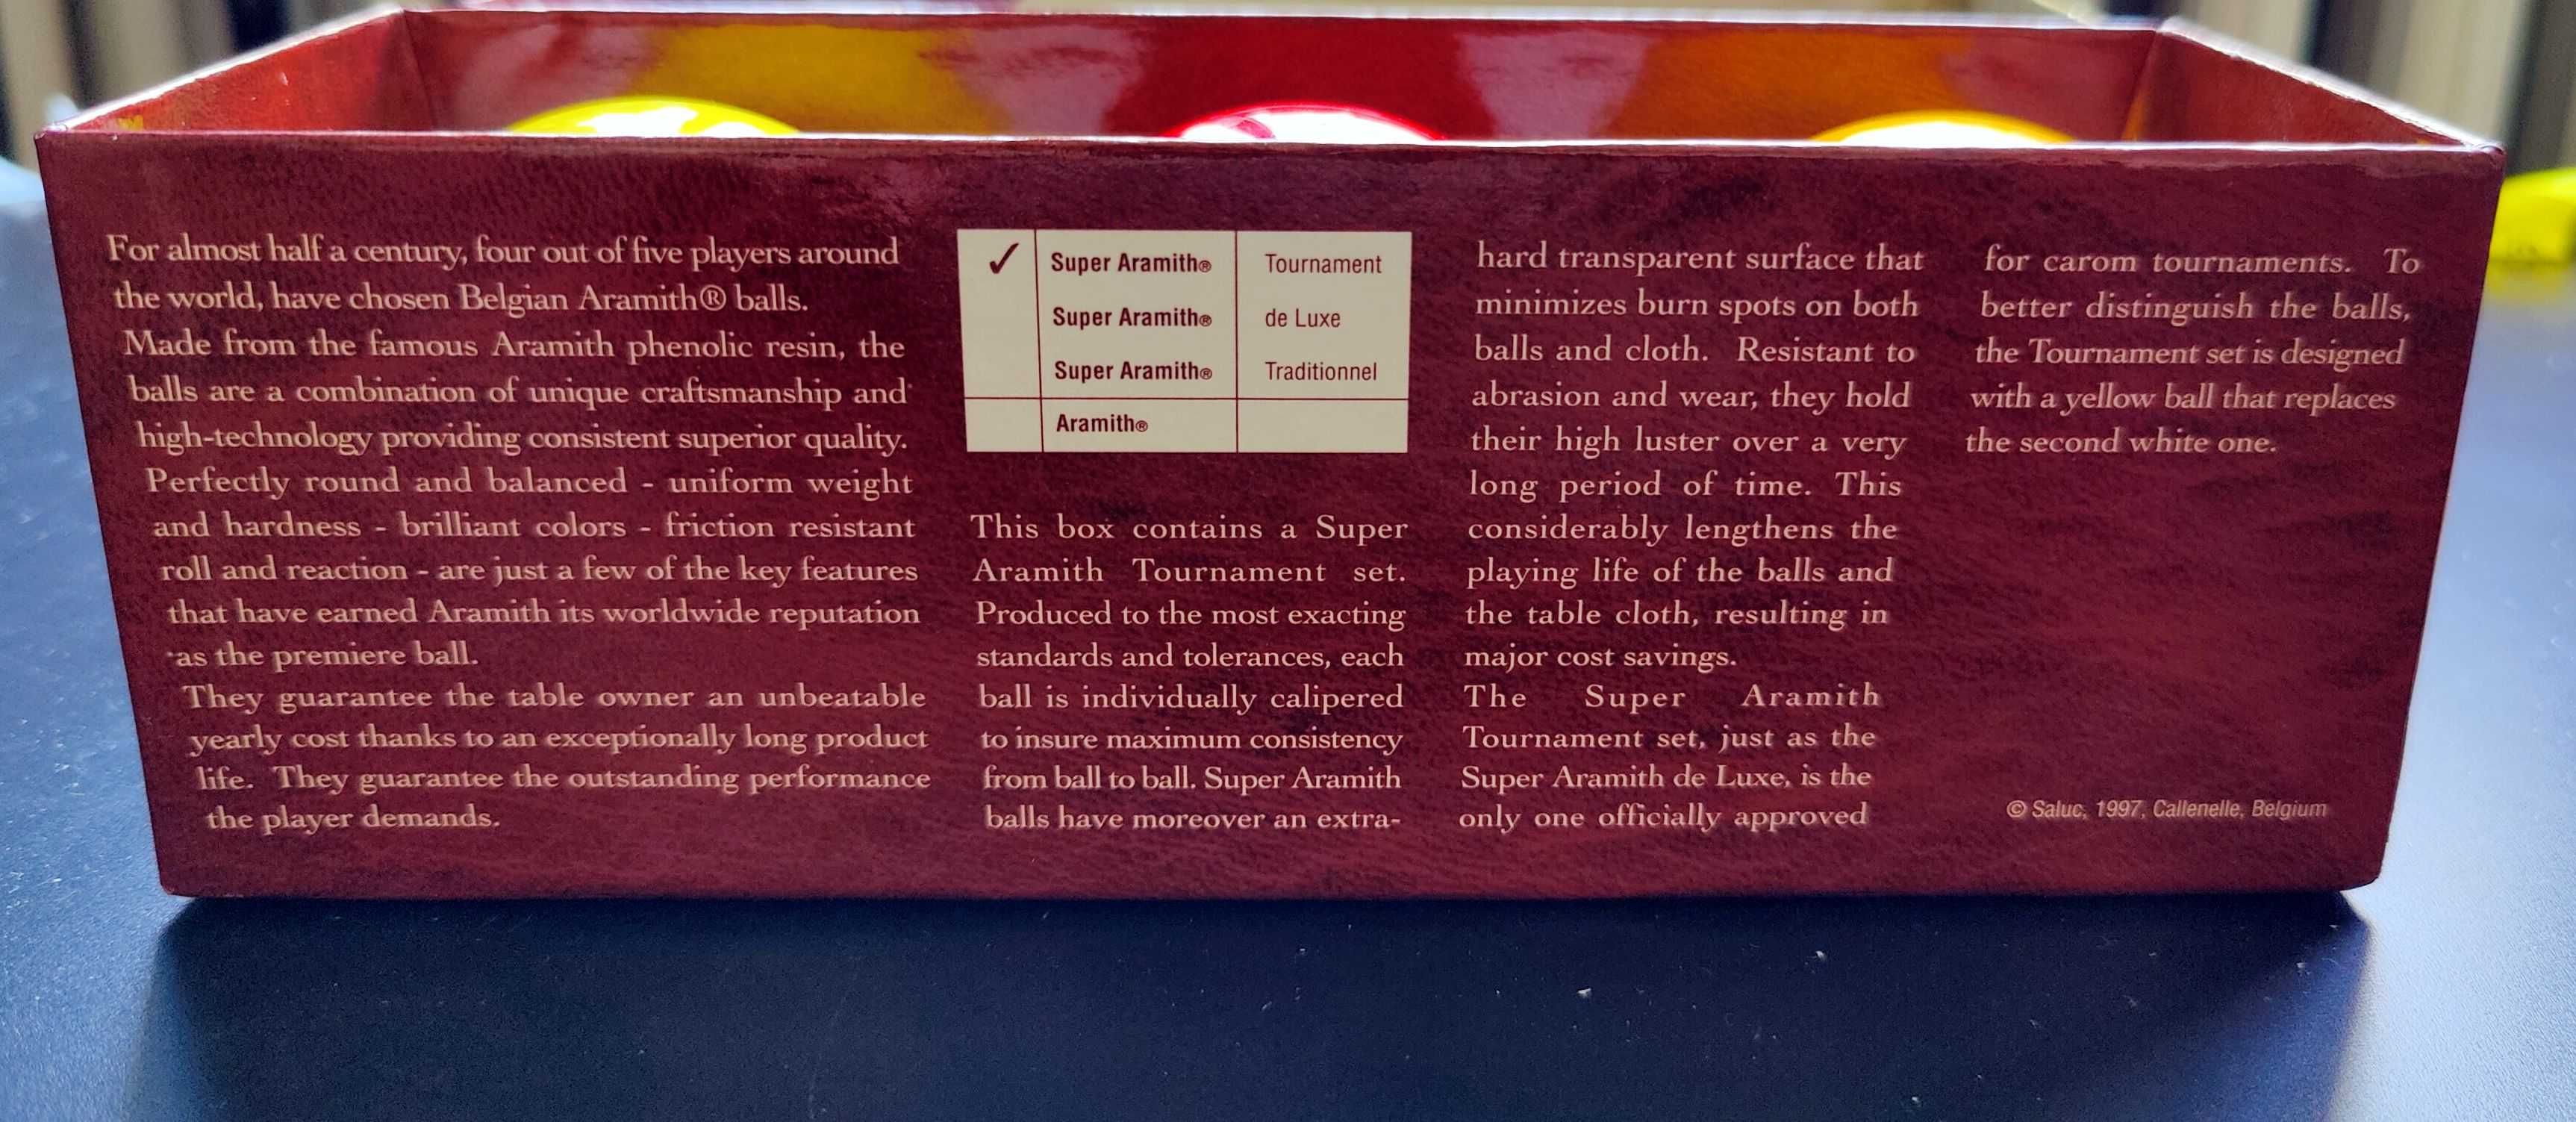 For almost half a century, four out of five players around
the world, have chosen Belgian Aramith® balls.
Made from the famous Aramith phenolic resin, the
balls are a combination of unique craftsmanship and
high-technology providing consistent superior quality.
Perfectly round and balanced - uniform weight
and hardness - brilliant colors - friction resistant
roll and reaction - are just a few of the key features
that have earned Aramith its worldwide reputation
as the premiere ball.
They guarantee the table owner an unbeatable
yearly cost thanks to an exceptionally long product
life. They guarantee the outstanding performance
the player demands.
✓ Super Aramith® Tournament
Super Aramith® de Luxe
Super Aramith® Traditionnel
Aramith®
This box contains a Super
Aramith Tournament set.
Produced to the most exacting
standards and tolerances, each
ball is individually calipered
to insure maximum consistency
from ball to ball. Super Aramith
balls have moreover an extra-
hard transparent surface that
minimizes burn spots on both
balls and cloth. Resistant to
abrasion and wear, they hold
their high luster over a very
long period of time. This
considerably lengthens the
playing life of the balls and
the table cloth, resulting in
major cost savings.
The Super Aramith
Tournament set, just as the
Super Aramith de Luxe, is the
only one officially approved
for carom tournaments. To
better distinguish the balls,
the Tournament set is designed
with a yellow ball that replaces
the second white one.
© Saluc, 1997, Callenelle, Belgium